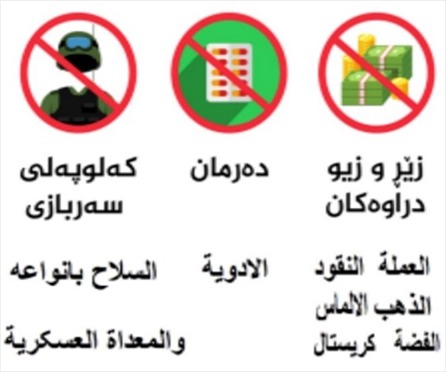 زێڕ و زیو
دراوەکان
دەرمان
کەلوپەلی
سەربازی
العملة النقود
الذهب الالماس
الفضة كريستال
الادوية
السلاح بانواعه
والمعداة العسكرية